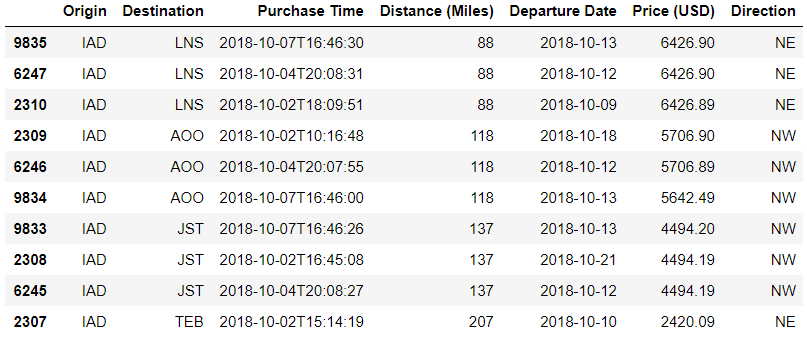 Origin Destination Purchase Time Distance (Miles) Departure Date Price (USD) Direction
9835 IAD LNS 2018-10-07T16:46:30 88 2018-10-13 6426.90 NE
6247 IAD LNS 2018-10-04T20:08:31 88 2018-10-12 6426.90 NE
2310 IAD LNS 2018-10-02T18:09:51 88 2018-10-09 6426.89 NE
2309 IAD AOO 2018-10-02T10:16:48 118 2018-10-18 5706.90 NW
6246 IAD AOO 2018-10-04T20:07:55 118 2018-10-12 5706.89 NW
9834 IAD AOO 2018-10-07T16:46:00 118 2018-10-13 5642.49 NW
9833 IAD JST 2018-10-07T16:46:26 137 2018-10-13 4494.20 NW
2308 IAD JST 2018-10-02T16:45:08 137 2018-10-21 4494.19 NW
6245 IAD JST 2018-10-04T20:08:27 137 2018-10-12 4494.19 NW
2307 IAD TEB 2018-10-02T15:14:19 207 2018-10-10 2420.09 NE